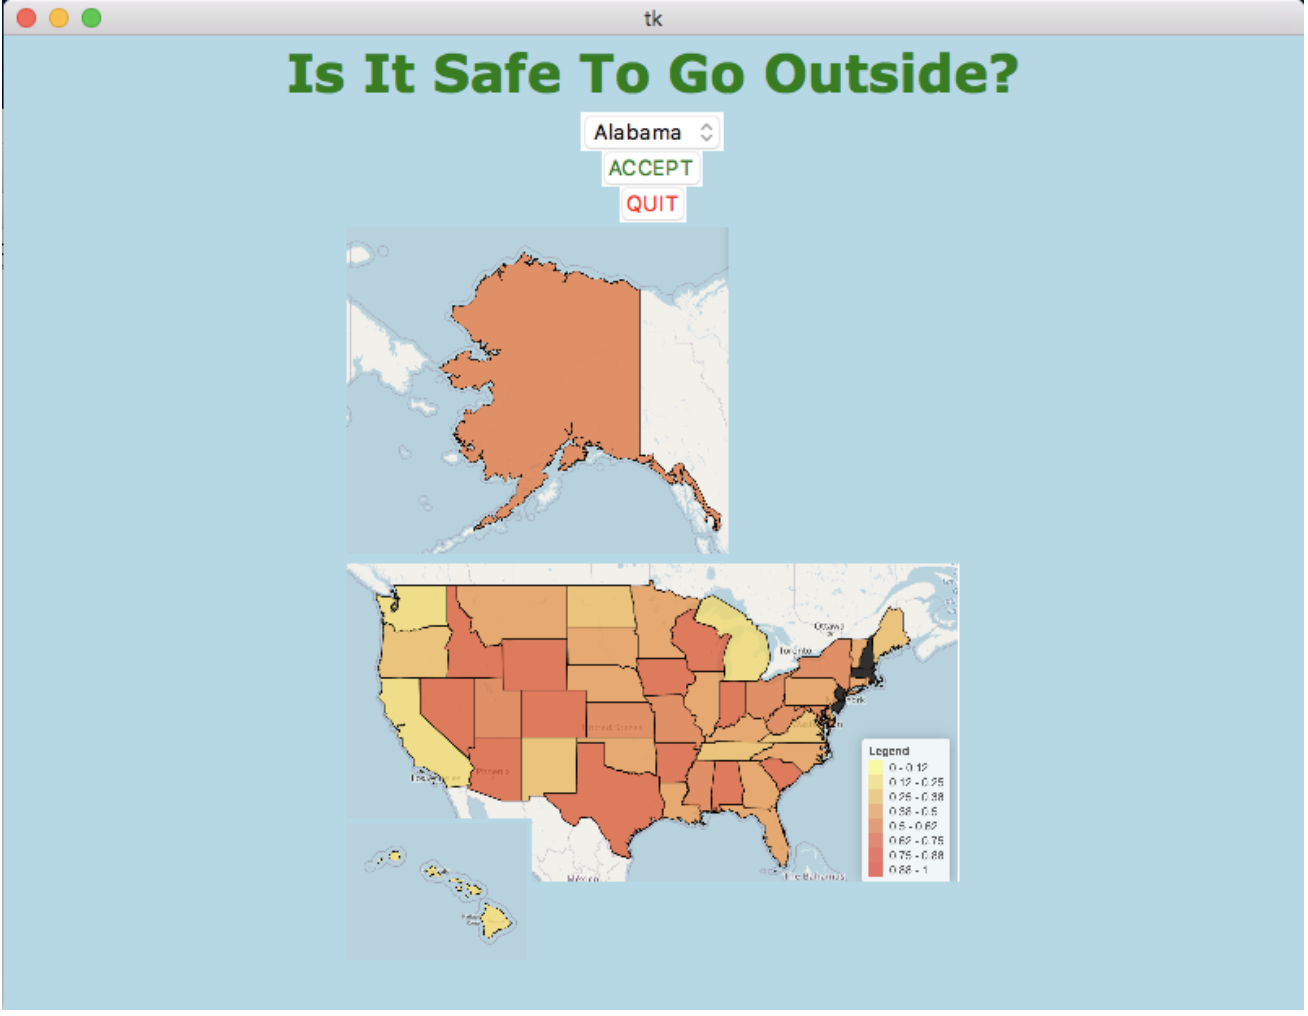 tk
Is It Safe To Go Outside?
Alabama
ACCEPT
QUIT
Ottawa
Toronto
United States
Phoenix
Legend
0 - 0.12
0.12 - 0.25
0.25 - 0.38
0.38 - 0.5
0.5 - 0.62
0.62 - 0.75
0.75 - 0.88
0.88 - 1
México
The Bahamas